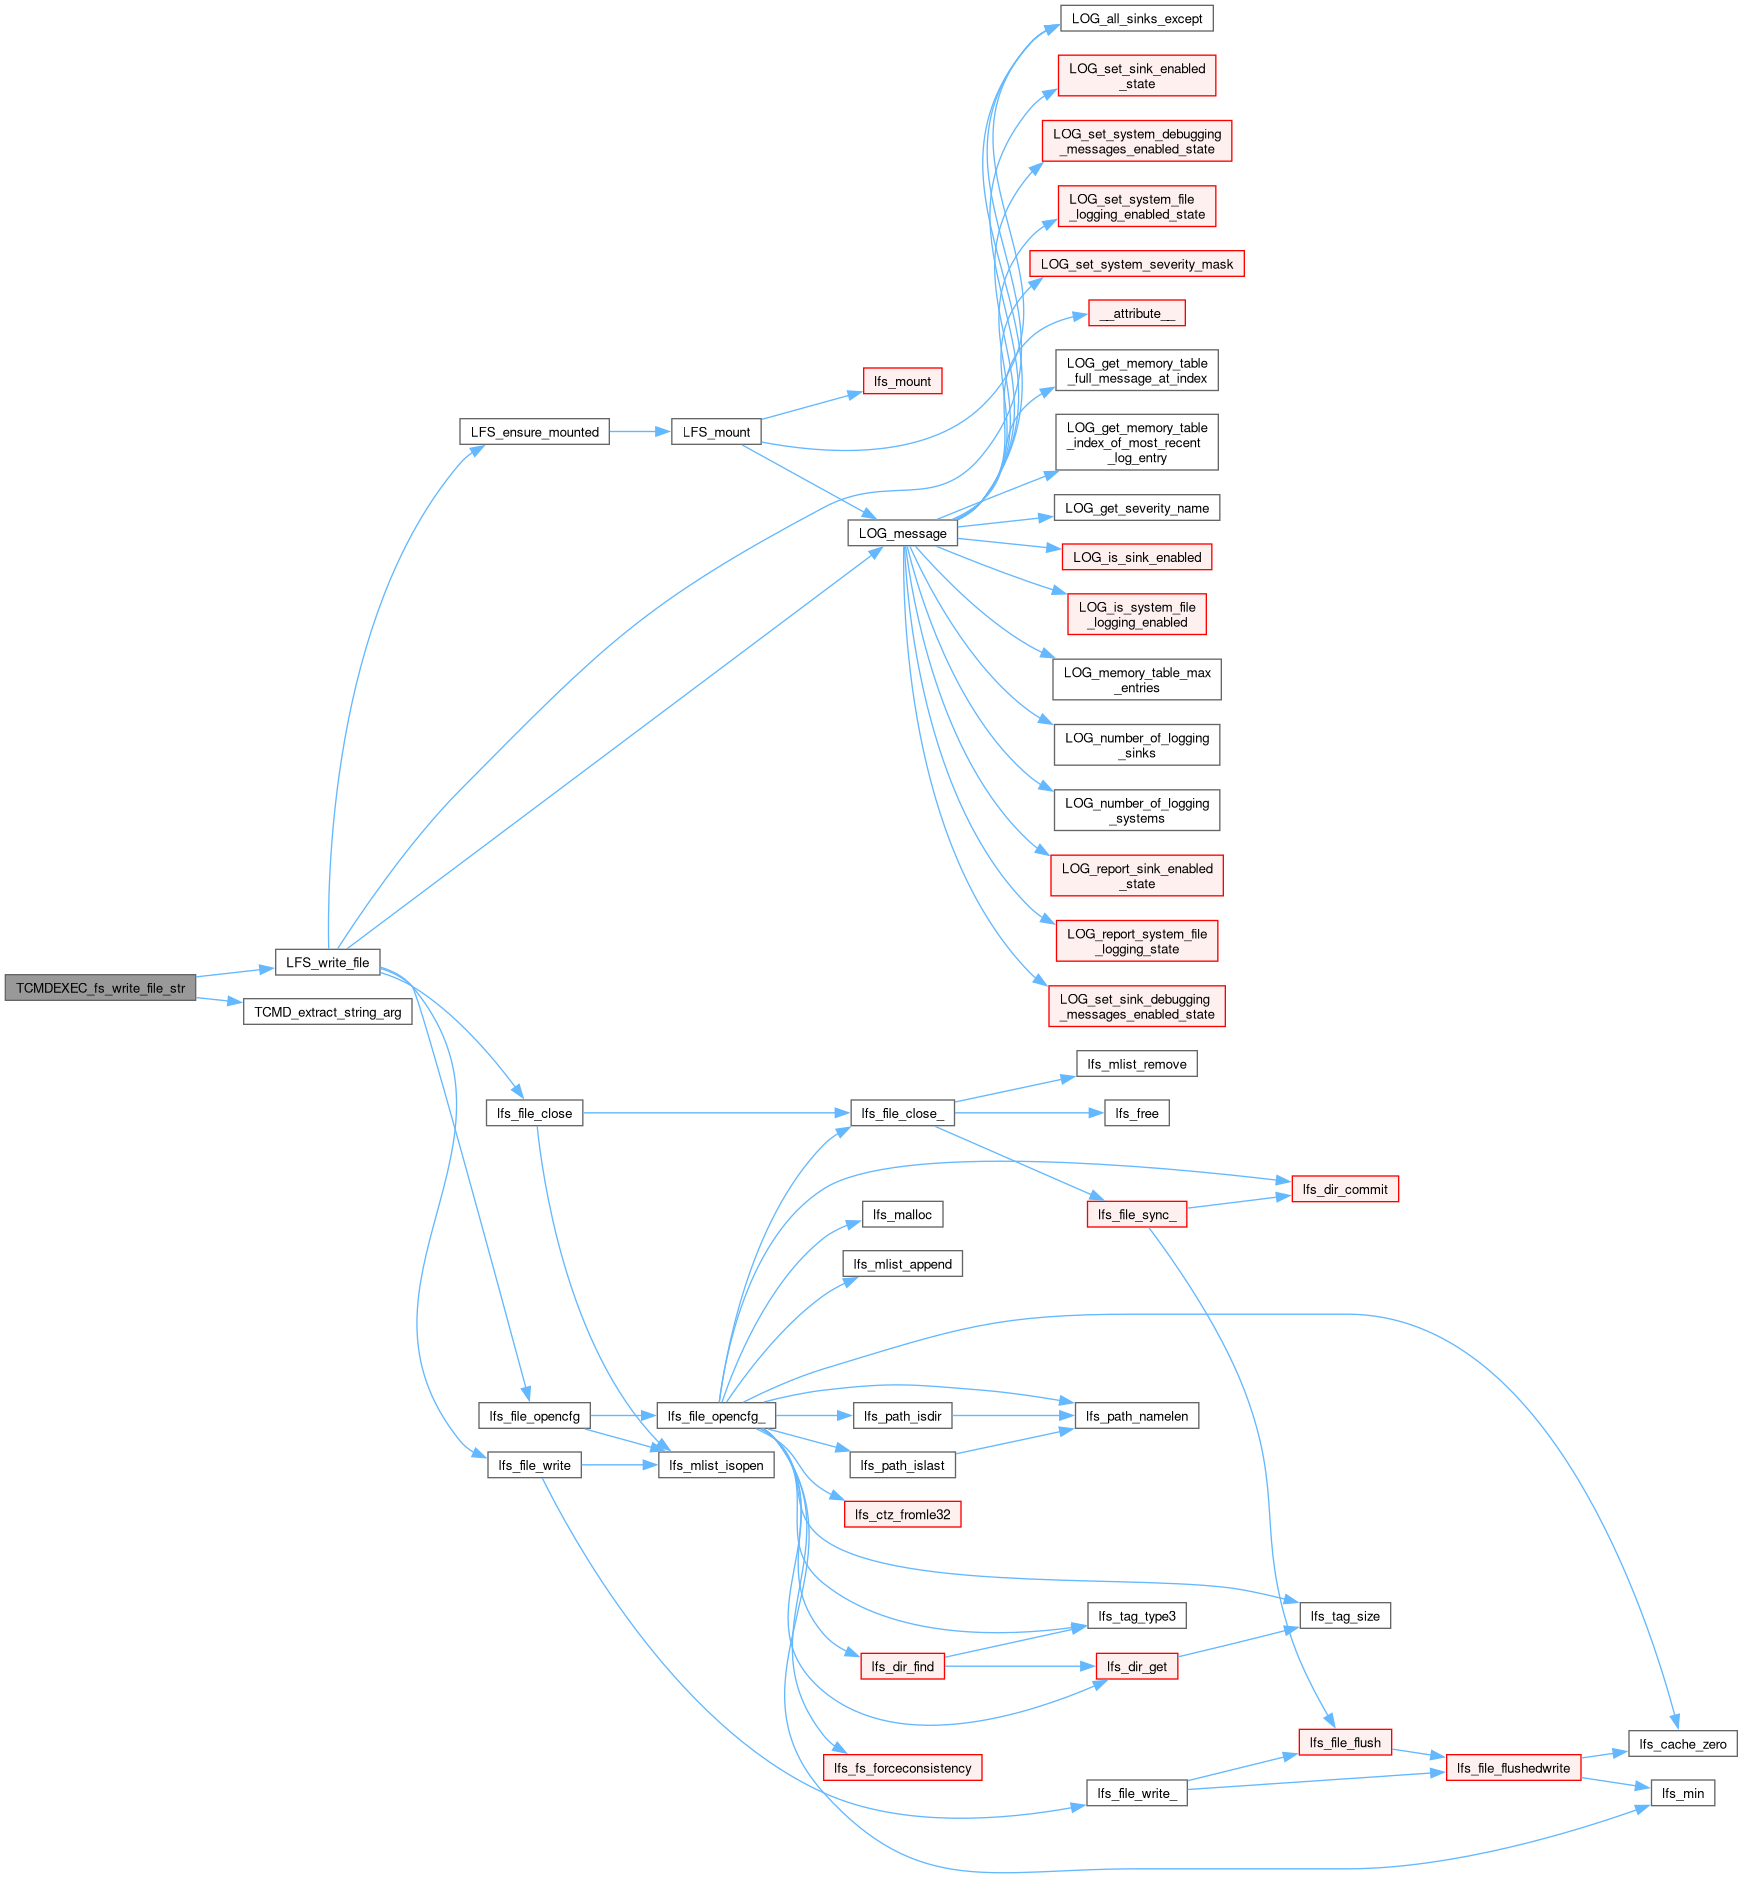 LOG_all_sinks_except
LOG_set_sink_enabled
_state
LOG_set_system_debugging
_messages_enabled_state
LOG_set_system_file
_logging_enabled_state
LOG_set_system_severity_mask
__attribute__
LOG_get_memory_table
_full_message_at_index
lfs_mount
LFS_ensure_mounted
LFS_mount
LOG_get_memory_table
_index_of_most_recent
_log_entry
LOG_get_severity_name
LOG_message
LOG_is_sink_enabled
LOG_is_system_file
_logging_enabled
LOG_memory_table_max
_entries
LOG_number_of_logging
_sinks
LOG_number_of_logging
_systems
LOG_report_sink_enabled
_state
LOG_report_system_file
_logging_state
LFS_write_file
TCMDEXEC_fs_write_file_str
TCMD_extract_string_arg
LOG_set_sink_debugging
_messages_enabled_state
lfs_mlist_remove
lfs_file_close
lfs_file_close_
lfs_free
lfs_dir_commit
lfs_malloc
lfs_file_sync_
lfs_mlist_append
lfs_file_opencfg
lfs_file_opencfg_
lfs_path_isdir
lfs_path_namelen
lfs_file_write
lfs_mlist_isopen
lfs_path_islast
lfs_ctz_fromle32
lfs_tag_type3
lfs_tag_size
lfs_dir_find
lfs_dir_get
lfs_file_flush
lfs_cache_zero
lfs_fs_forceconsistency
lfs_file_flushedwrite
lfs_file_write_
lfs_min